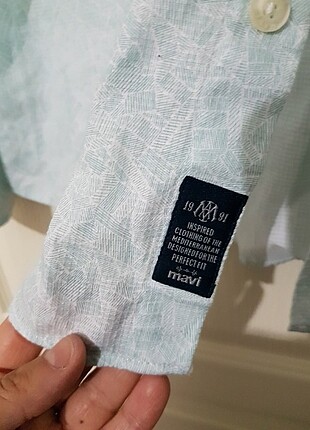 19 91
INSPIRED
CLOTHING OF THE
MEDITERRANEAN
DESIGNED FOR THE
PERFECT FIT
mavi